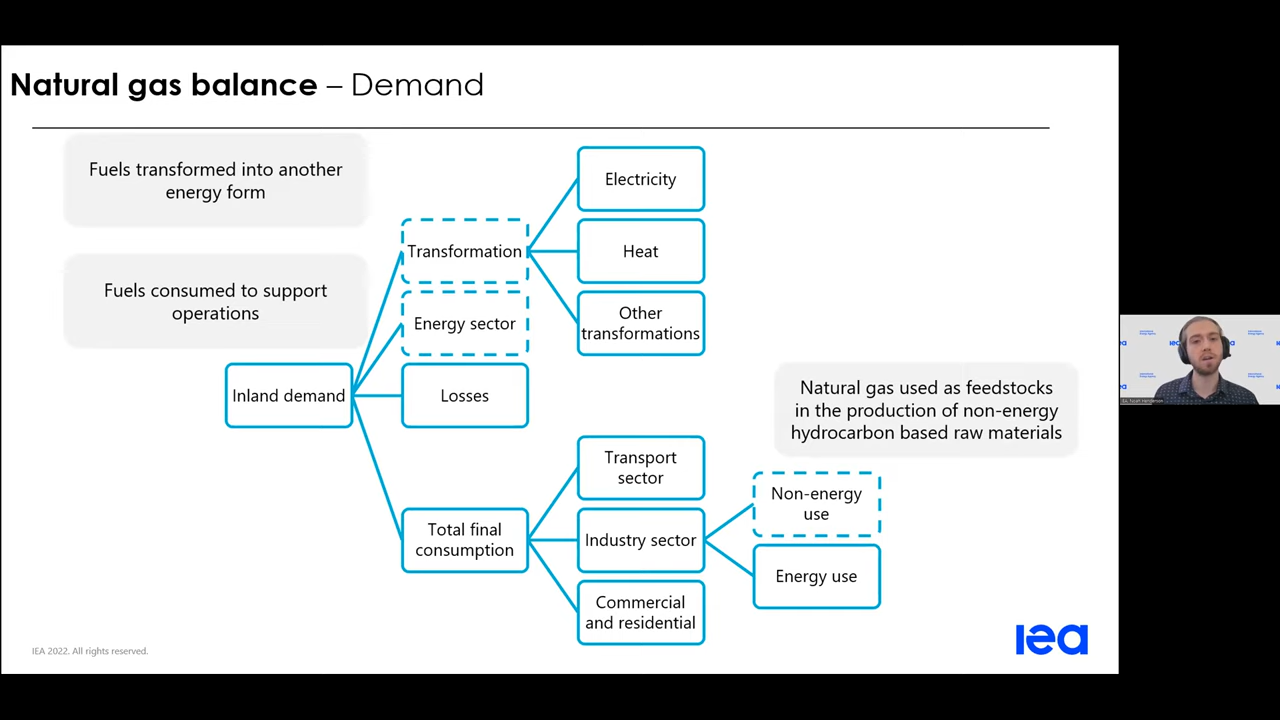 Natural gas balance – Demand
Fuels transformed into another
energy form
Fuels consumed to support
operations
Inland demand
Transformation
Energy sector
Losses
Total final
consumption
Electricity
Heat
Other
transformations
Transport
sector
Industry sector
Commercial
and residential
Natural gas used as feedstocks
in the production of non-energy
hydrocarbon based raw materials
Non-energy
use
Energy use
IEA 2022. All rights reserved.
iea